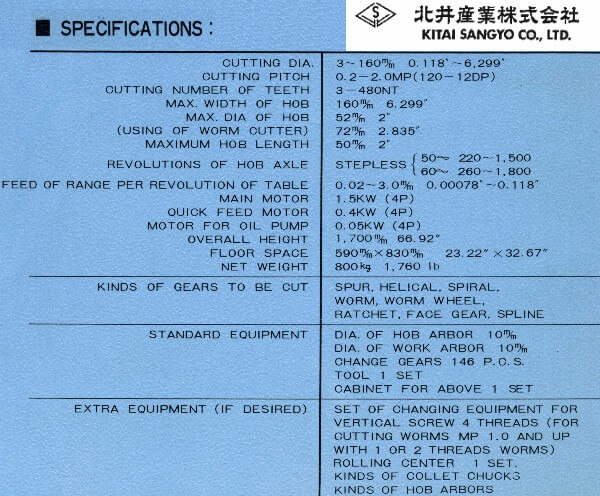 北井産業株式会社
KITAI SANGYO CO., LTD.
■ SPECIFICATIONS :
CUTTING DIA. 3~160㎜ 0.118″~6,299″
CUTTING PITCH 0.2-2.0MP(120-12DP)
CUTTING NUMBER OF TEETH 3-480NT
MAX. WIDTH OF HOB 160㎜ 6.299″
MAX. DIA OF HOB 52㎜ 2″
(USING OF WORM CUTTER) 72㎜ 2.835″
MAXIMUM HOB LENGTH 50㎜ 2″
REVOLUTIONS OF HOB AXLE STEPLESS { 50~ 220~1,500
60~ 260~1,800
FEED OF RANGE PER REVOLUTION OF TABLE 0.02~3.0㎜ 0.00078″~0.118″
MAIN MOTOR 1.5KW (4P)
QUICK FEED MOTOR 0.4KW (4P)
MOTOR FOR OIL PUMP 0.05KW (4P)
OVERALL HEIGHT 1,700㎜ 66.92″
FLOOR SPACE 590㎜×830㎜ 23.22″×32.67″
NET WEIGHT 800kg 1,760 lb
KINDS OF GEARS TO BE CUT SPUR, HELICAL, SPIRAL,
WORM, WORM WHEEL,
RATCHET, FACE GEAR, SPLINE
STANDARD EQUIPMENT DIA. OF HOB ARBOR 10㎜
DIA. OF WORK ARBOR 10㎜
CHANGE GEARS 146 P.C.S.
TOOL 1 SET
CABINET FOR ABOVE 1 SET
EXTRA EQUIPMENT (IF DESIRED) SET OF CHANGING EQUIPMENT FOR
VERTICAL SCREW 4 THREADS (FOR
CUTTING WORMS MP 1.0 AND UP
WITH 1 OR 2 THREADS WORMS)
ROLLING CENTER 1 SET.
KINDS OF COLLET CHUCKS
KINDS OF HOB ARBORS